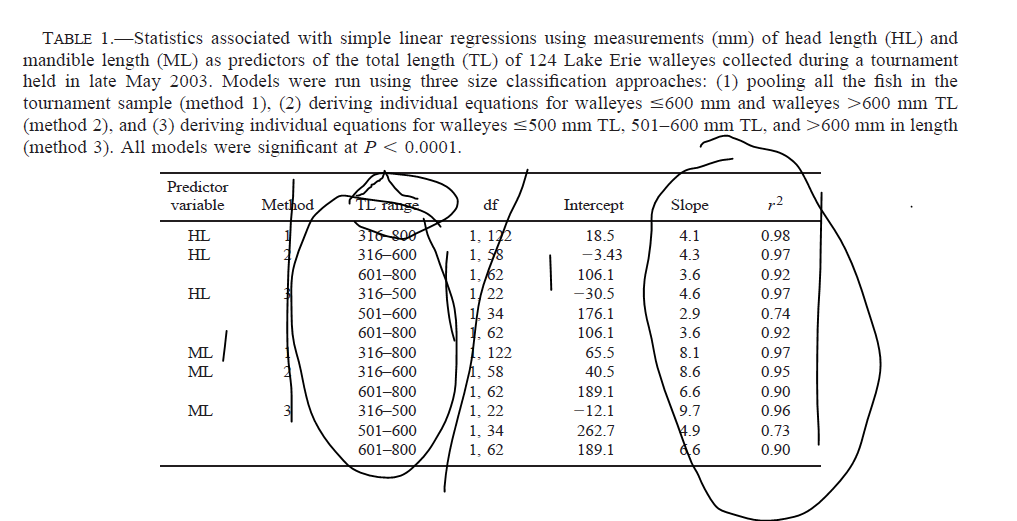 TABLE 1.—Statistics associated with simple linear regressions using measurements (mm) of head length (HL) and
mandible length (ML) as predictors of the total length (TL) of 124 Lake Erie walleyes collected during a tournament
held in late May 2003. Models were run using three size classification approaches: (1) pooling all the fish in the
tournament sample (method 1), (2) deriving individual equations for walleyes ≤600 mm and walleyes >600 mm TL
(method 2), and (3) deriving individual equations for walleyes ≤500 mm TL, 501–600 mm TL, and >600 mm in length
(method 3). All models were significant at P < 0.0001.
Predictor
variable Method TL range df Intercept Slope r²
HL 1 316–800 1, 122 18.5 4.1 0.98
HL 2 316–600 1, 58 −3.43 4.3 0.97
601–800 1, 62 106.1 3.6 0.92
HL 3 316–500 1, 22 −30.5 4.6 0.97
501–600 1, 34 176.1 2.9 0.74
601–800 1, 62 106.1 3.6 0.92
ML 1 316–800 1, 122 65.5 8.1 0.97
ML 2 316–600 1, 58 40.5 8.6 0.95
601–800 1, 62 189.1 6.6 0.90
ML 3 316–500 1, 22 −12.1 9.7 0.96
501–600 1, 34 262.7 4.9 0.73
601–800 1, 62 189.1 6.6 0.90